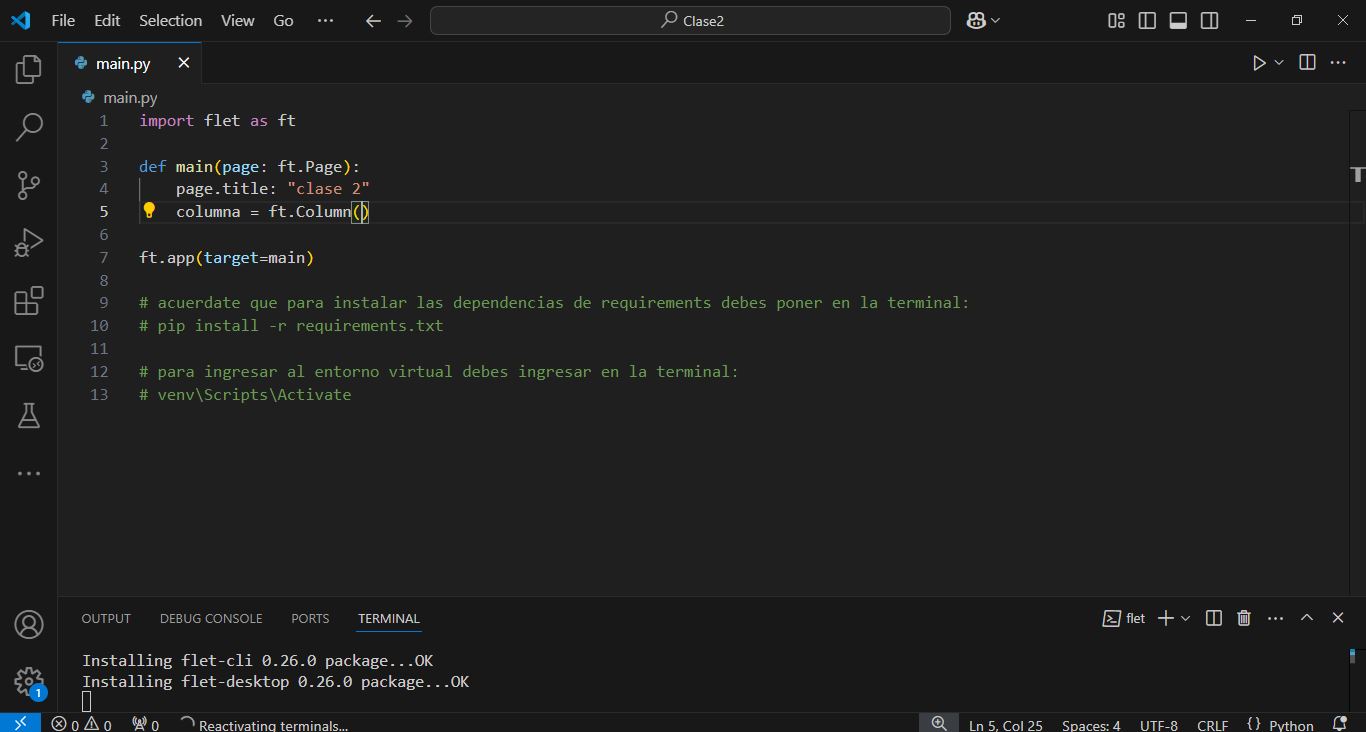 File Edit Selection View Go ··· Clase2
main.py
main.py
1 import flet as ft
2
3 def main(page: ft.Page):
4 page.title: "clase 2"
5 columna = ft.Column()
6
7 ft.app(target=main)
8
9 # acuerdate que para instalar las dependencias de requirements debes poner en la terminal:
10 # pip install -r requirements.txt
11
12 # para ingresar al entorno virtual debes ingresar en la terminal:
13 # venv\Scripts\Activate
OUTPUT DEBUG CONSOLE PORTS TERMINAL flet
Installing flet-cli 0.26.0 package...OK
Installing flet-desktop 0.26.0 package...OK
1
0 0 0 Reactivating terminals... Ln 5, Col 25 Spaces: 4 UTF-8 CRLF {} Python